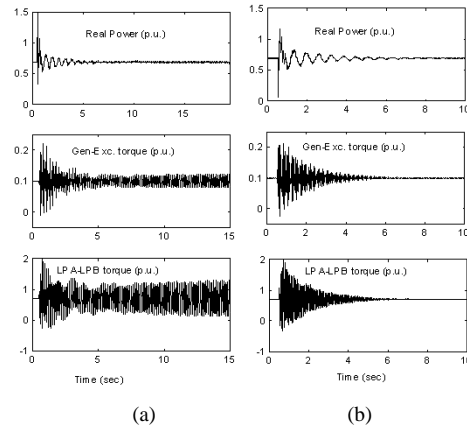 1.5
Real Power (p.u.)
1
0.5
0
0 5 10 15
Gen-Exc. torque (p.u.)
0.2
0.1
0
0 5 10 15
LPA-LPB torque (p.u.)
2
1
0
-1
0 5 10 15
Time (sec)
(a)
1.5
Real Power (p.u.)
1
0.5
0
0 2 4 6 8 10
Gen-Exc. torque (p.u.)
0.2
0.1
0
0 2 4 6 8 10
LPA-LPB torque (p.u.)
2
1
0
-1
0 2 4 6 8 10
Time (sec)
(b)